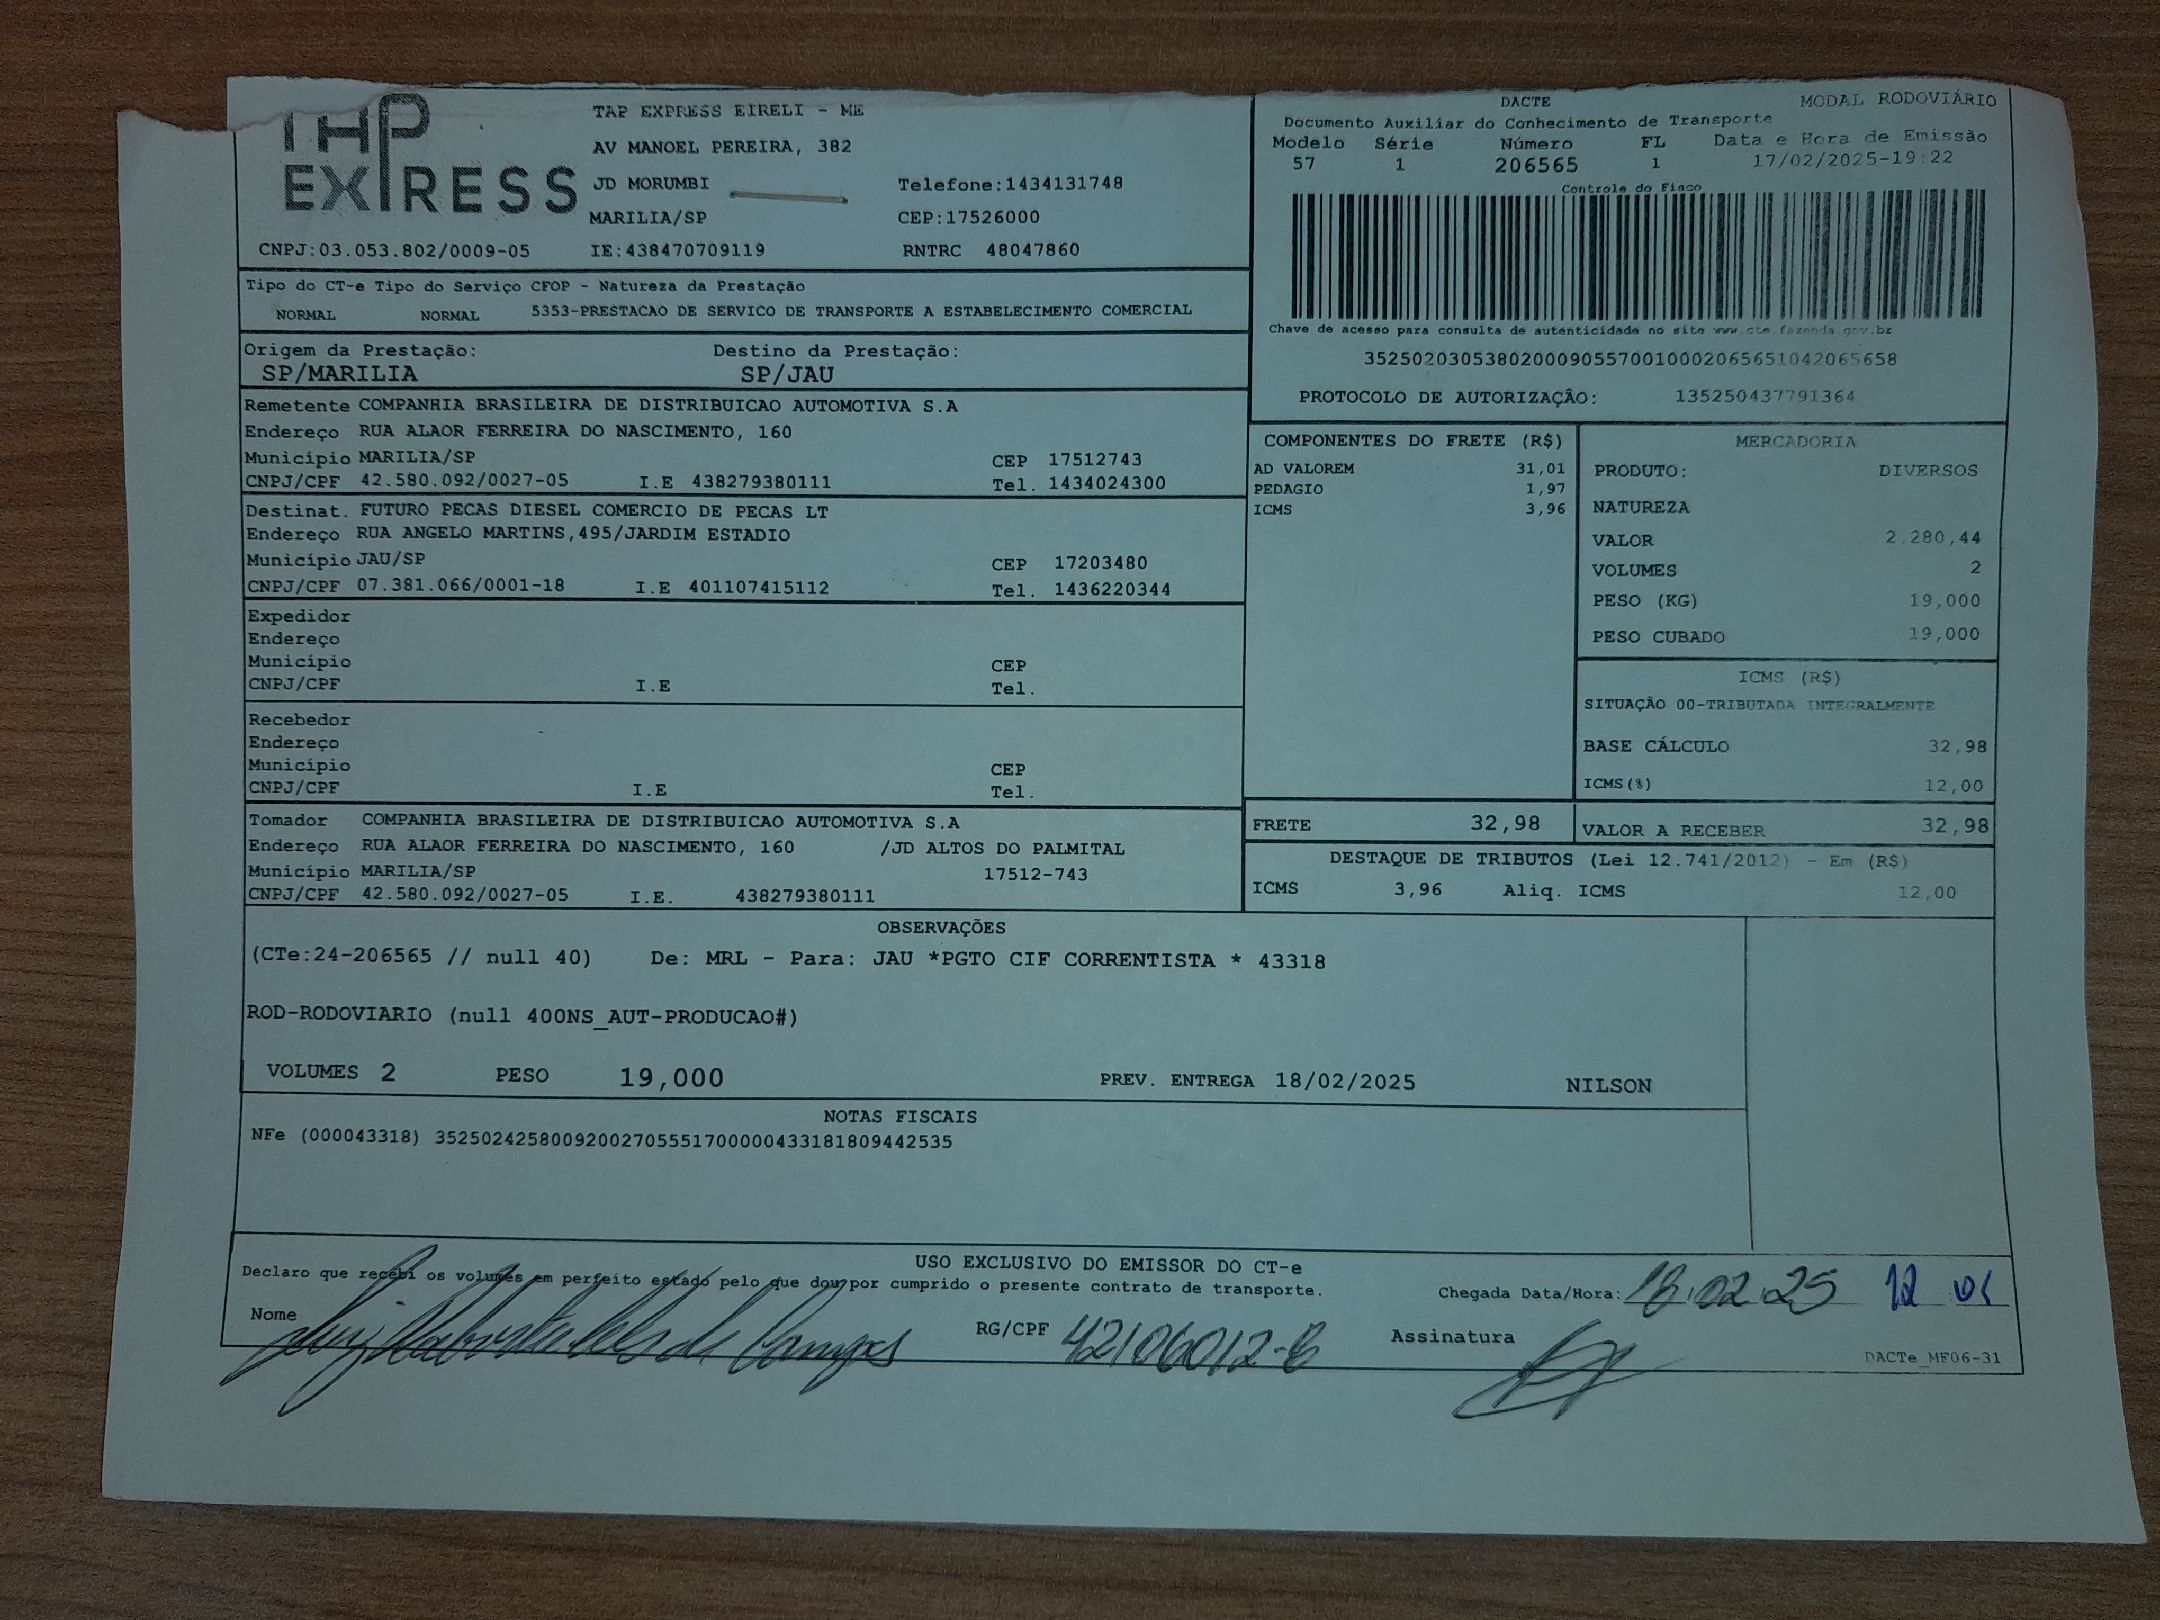 TAP EXPRESS
TAP EXPRESS EIRELI - ME
AV MANOEL PEREIRA, 382
JD MORUMBI Telefone:1434131748
MARILIA/SP CEP:17526000
CNPJ:03.053.802/0009-05 IE:438470709119 RNTRC 48047860
DACTE MODAL RODOVIÁRIO
Documento Auxiliar do Conhecimento de Transporte
Modelo Série Número FL Data e Hora de Emissão
57 1 206565 1 17/02/2025-19:22
Controle do Fisco
Chave de acesso para consulta de autenticidade no site www.cte.fazenda.gov.br
35250203053802000905570010002065651042065658
PROTOCOLO DE AUTORIZAÇÃO: 135250437791364
Tipo do CT-e Tipo do Serviço CFOP - Natureza da Prestação
NORMAL NORMAL 5353-PRESTACAO DE SERVICO DE TRANSPORTE A ESTABELECIMENTO COMERCIAL
Origem da Prestação: Destino da Prestação:
SP/MARILIA SP/JAU
Remetente COMPANHIA BRASILEIRA DE DISTRIBUICAO AUTOMOTIVA S.A
Endereço RUA ALAOR FERREIRA DO NASCIMENTO, 160
Município MARILIA/SP CEP 17512743
CNPJ/CPF 42.580.092/0027-05 I.E 438279380111 Tel. 1434024300
Destinat. FUTURO PECAS DIESEL COMERCIO DE PECAS LT
Endereço RUA ANGELO MARTINS,495/JARDIM ESTADIO
Município JAU/SP CEP 17203480
CNPJ/CPF 07.381.066/0001-18 I.E 401107415112 Tel. 1436220344
Expedidor
Endereço
Município CEP
CNPJ/CPF I.E Tel.
Recebedor
Endereço
Município CEP
CNPJ/CPF I.E Tel.
Tomador COMPANHIA BRASILEIRA DE DISTRIBUICAO AUTOMOTIVA S.A
Endereço RUA ALAOR FERREIRA DO NASCIMENTO, 160 /JD ALTOS DO PALMITAL
Município MARILIA/SP 17512-743
CNPJ/CPF 42.580.092/0027-05 I.E. 438279380111
COMPONENTES DO FRETE (R$)
AD VALOREM 31,01
PEDAGIO 1,97
ICMS 3,96
MERCADORIA
PRODUTO: DIVERSOS
NATUREZA
VALOR 2.280,44
VOLUMES 2
PESO (KG) 19,000
PESO CUBADO 19,000
ICMS (R$)
SITUAÇÃO 00-TRIBUTADA INTEGRALMENTE
BASE CÁLCULO 32,98
ICMS(%) 12,00
FRETE 32,98 VALOR A RECEBER 32,98
DESTAQUE DE TRIBUTOS (Lei 12.741/2012) - Em (R$)
ICMS 3,96 Aliq. ICMS 12,00
OBSERVAÇÕES
(CTe:24-206565 // null 40) De: MRL - Para: JAU *PGTO CIF CORRENTISTA * 43318
ROD-RODOVIARIO (null 400NS_AUT-PRODUCAO#)
VOLUMES 2 PESO 19,000 PREV. ENTREGA 18/02/2025 NILSON
NOTAS FISCAIS
NFe (000043318) 35250242580092002705551700000433181809442535
USO EXCLUSIVO DO EMISSOR DO CT-e
Declaro que recebi os volumes em perfeito estado pelo que dou por cumprido o presente contrato de transporte.
Chegada Data/Hora: 18.02.25 12
Nome Campos RG/CPF Assinatura
DACTe_MF06-31